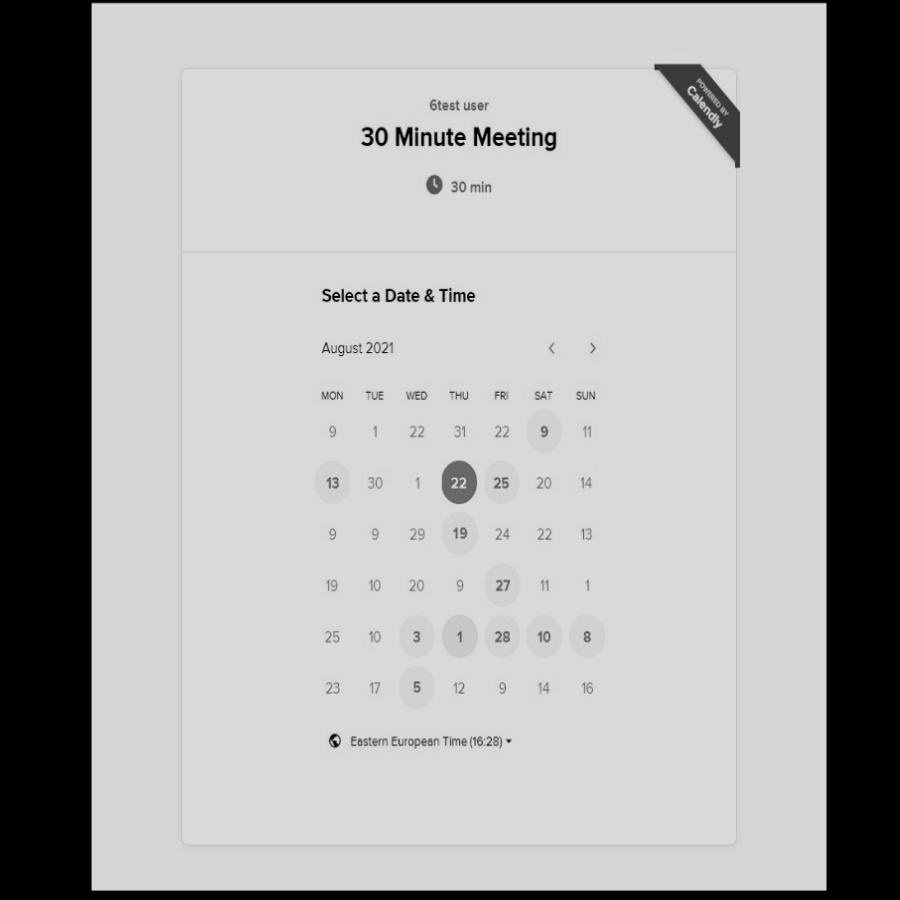 POWERED BY
Calendly
6test user
30 Minute Meeting
30 min
Select a Date & Time
August 2021
MON TUE WED THU FRI SAT SUN
9 1 22 31 22 9 11
13 30 1 22 25 20 14
9 9 29 19 24 22 13
19 10 20 9 27 11 1
25 10 3 1 28 10 8
23 17 5 12 9 14 16
Eastern European Time (16:28)